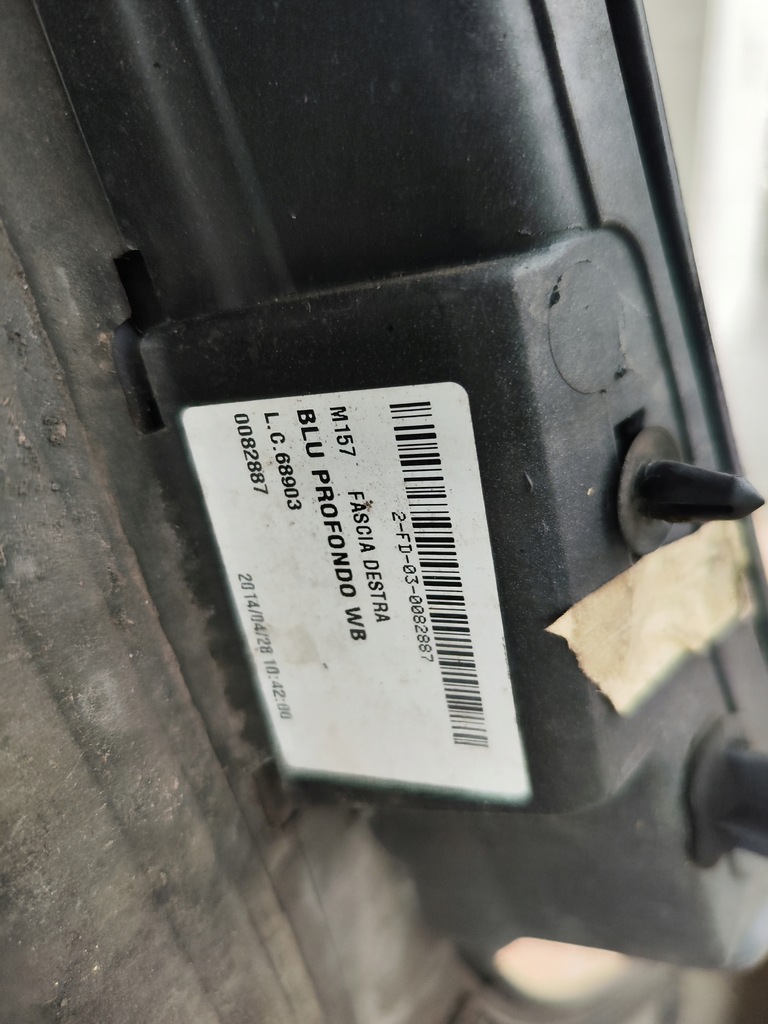 2-FD-03-0082887
M157 FASCIA DESTRA
BLU PROFONDO WB
L.C.68903
0082887 2014/04/28 10:42:00